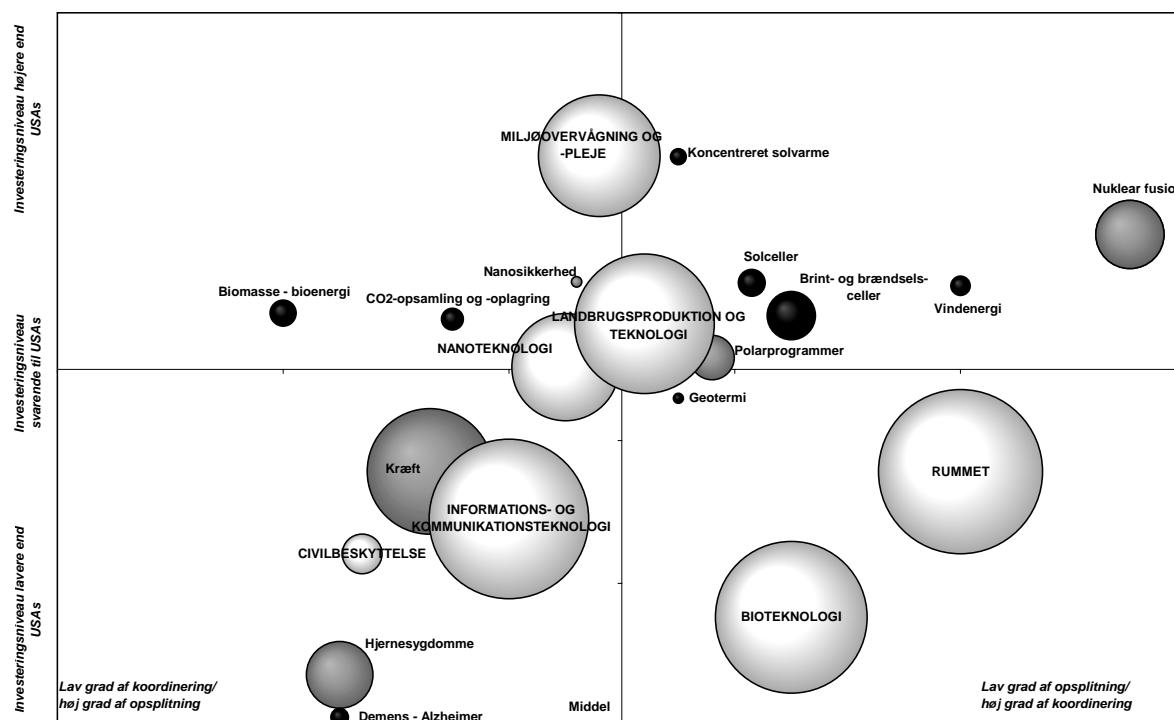 Investeringsniveau højere end
USAs
MILJØOVERVÅGNING OG
-PLEJE
Koncentreret solvarme
Nuklear fusio
Solceller
Nanosikkerhed
Brint- og brændsels-
celler
Biomasse - bioenergi
CO2-opsamling og -oplagring
Vindenergi
LANDBRUGSPRODUKTION OG
TEKNOLOGI
NANOTEKNOLOGI
Polarprogrammer
Investeringsniveau
svarende til USAs
Geotermi
Kræft
RUMMET
INFORMATIONS- OG
KOMMUNIKATIONSTEKNOLOGI
CIVILBESKYTTELSE
Investeringsniveau lavere end
USAs
BIOTEKNOLOGI
Hjernesygdomme
Lav grad af koordinering/
høj grad af opsplitning
Middel
Lav grad af opsplitning/
høj grad af koordinering
Demens - Alzheimer